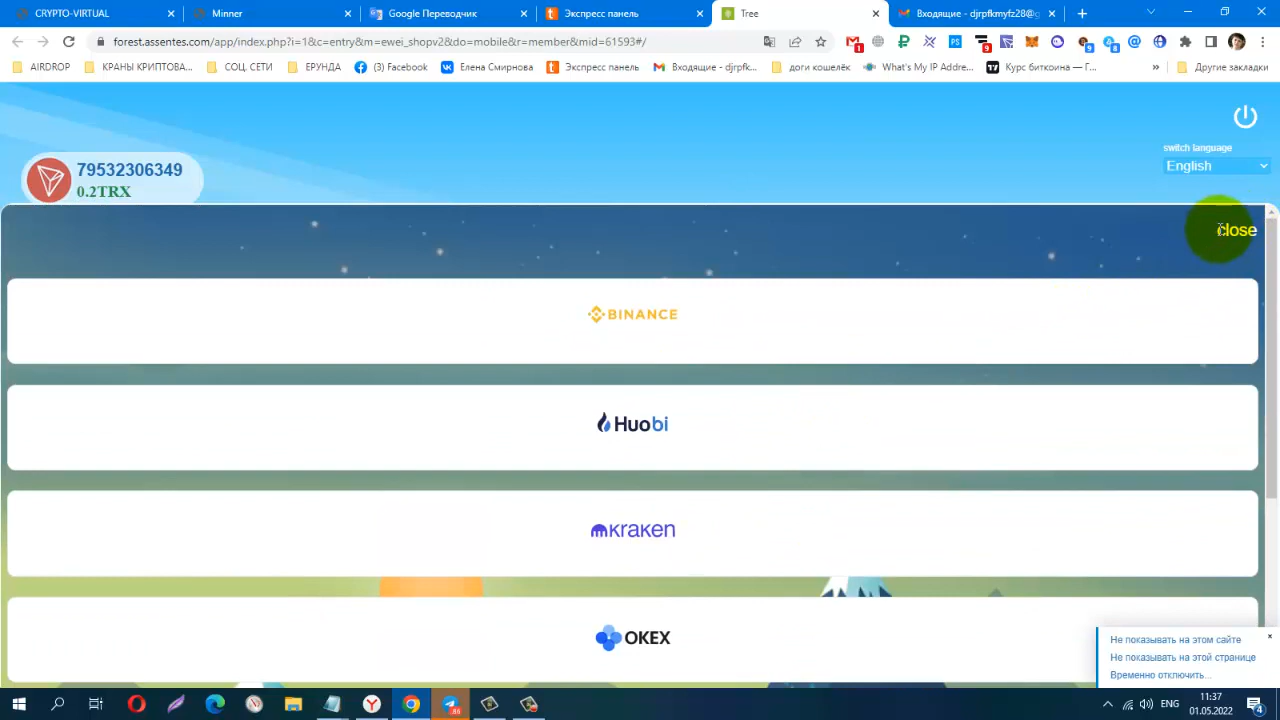 CRYPTO-VIRTUAL
Minner
Google Переводчик
Экспресс панель
Tree
Входящие - djrpfkmyfz28@g
forest.assentes.com/app/index.php?i=1&c=entry&m=ewei_shopv2&do=mobile&r=member&mid=61593#/
AIRDROP
КРАНЫ КРИПТОВА...
СОЦ. СЕТИ
ЕРУНДА
(3) Facebook
Елена Смирнова
Экспресс панель
Входящие - djrpfk...
доги кошелёк
What's My IP Addre...
Курс биткоина — Г...
»
Другие закладки
switch language
English
79532306349
0.2TRX
close
BINANCE
Huobi
kraken
OKEX
Не показывать на этом сайте
Не показывать на этой странице
Временно отключить...
ENG
11:37
01.05.2022